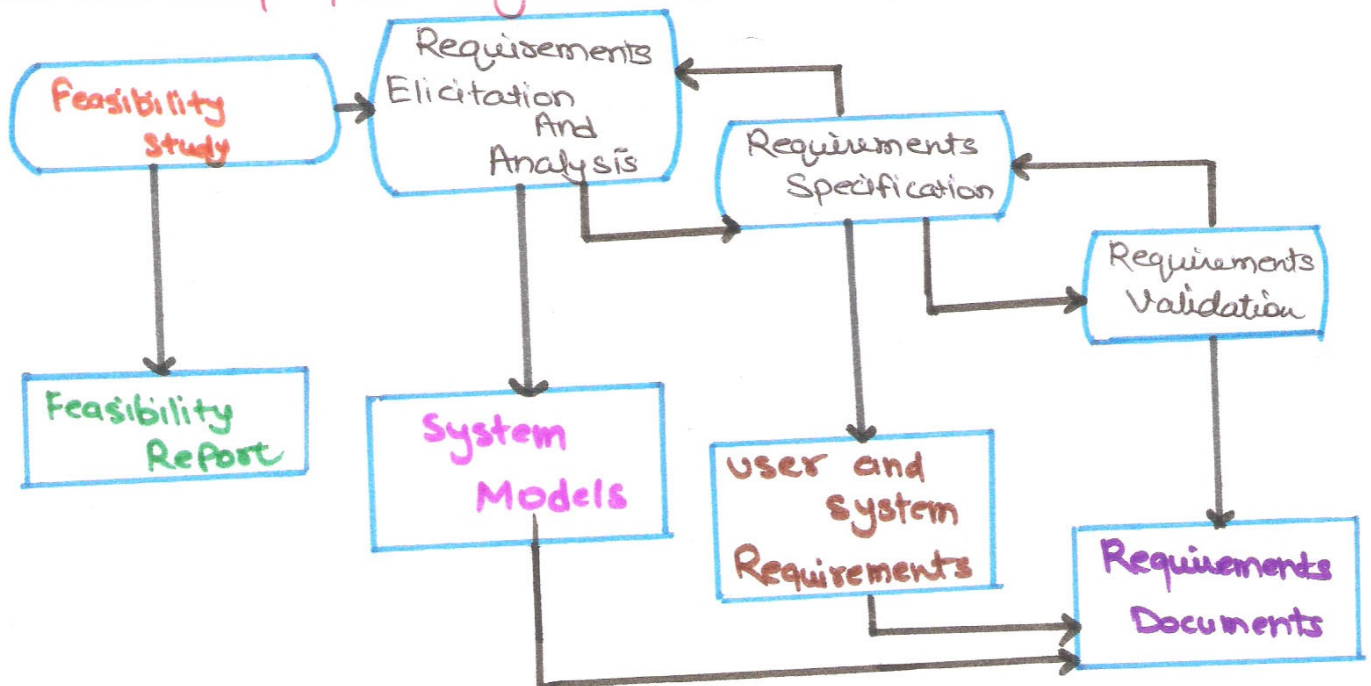 Feasibility
Study
Requirements
Elicitation
And
Analysis
Requirements
Specification
Requirements
Validation
Feasibility
Report
System
Models
user and
system
Requirements
Requirements
Documents